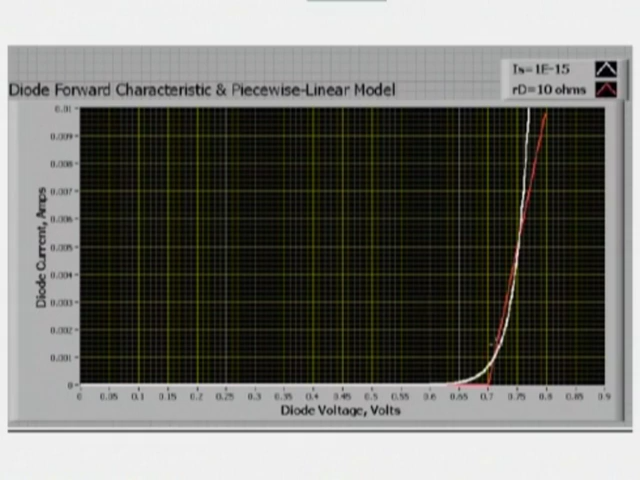 Is=1E-15
Diode Forward Characteristic & Piecewise-Linear Model
rD=10 ohms
0.01
0.009
0.008
0.007
0.006
0.005
0.004
0.003
0.002
0.001
0
Diode Current, Amps
0 0.05 0.1 0.15 0.2 0.25 0.3 0.35 0.4 0.45 0.5 0.55 0.6 0.65 0.7 0.75 0.8 0.85 0.9
Diode Voltage, Volts